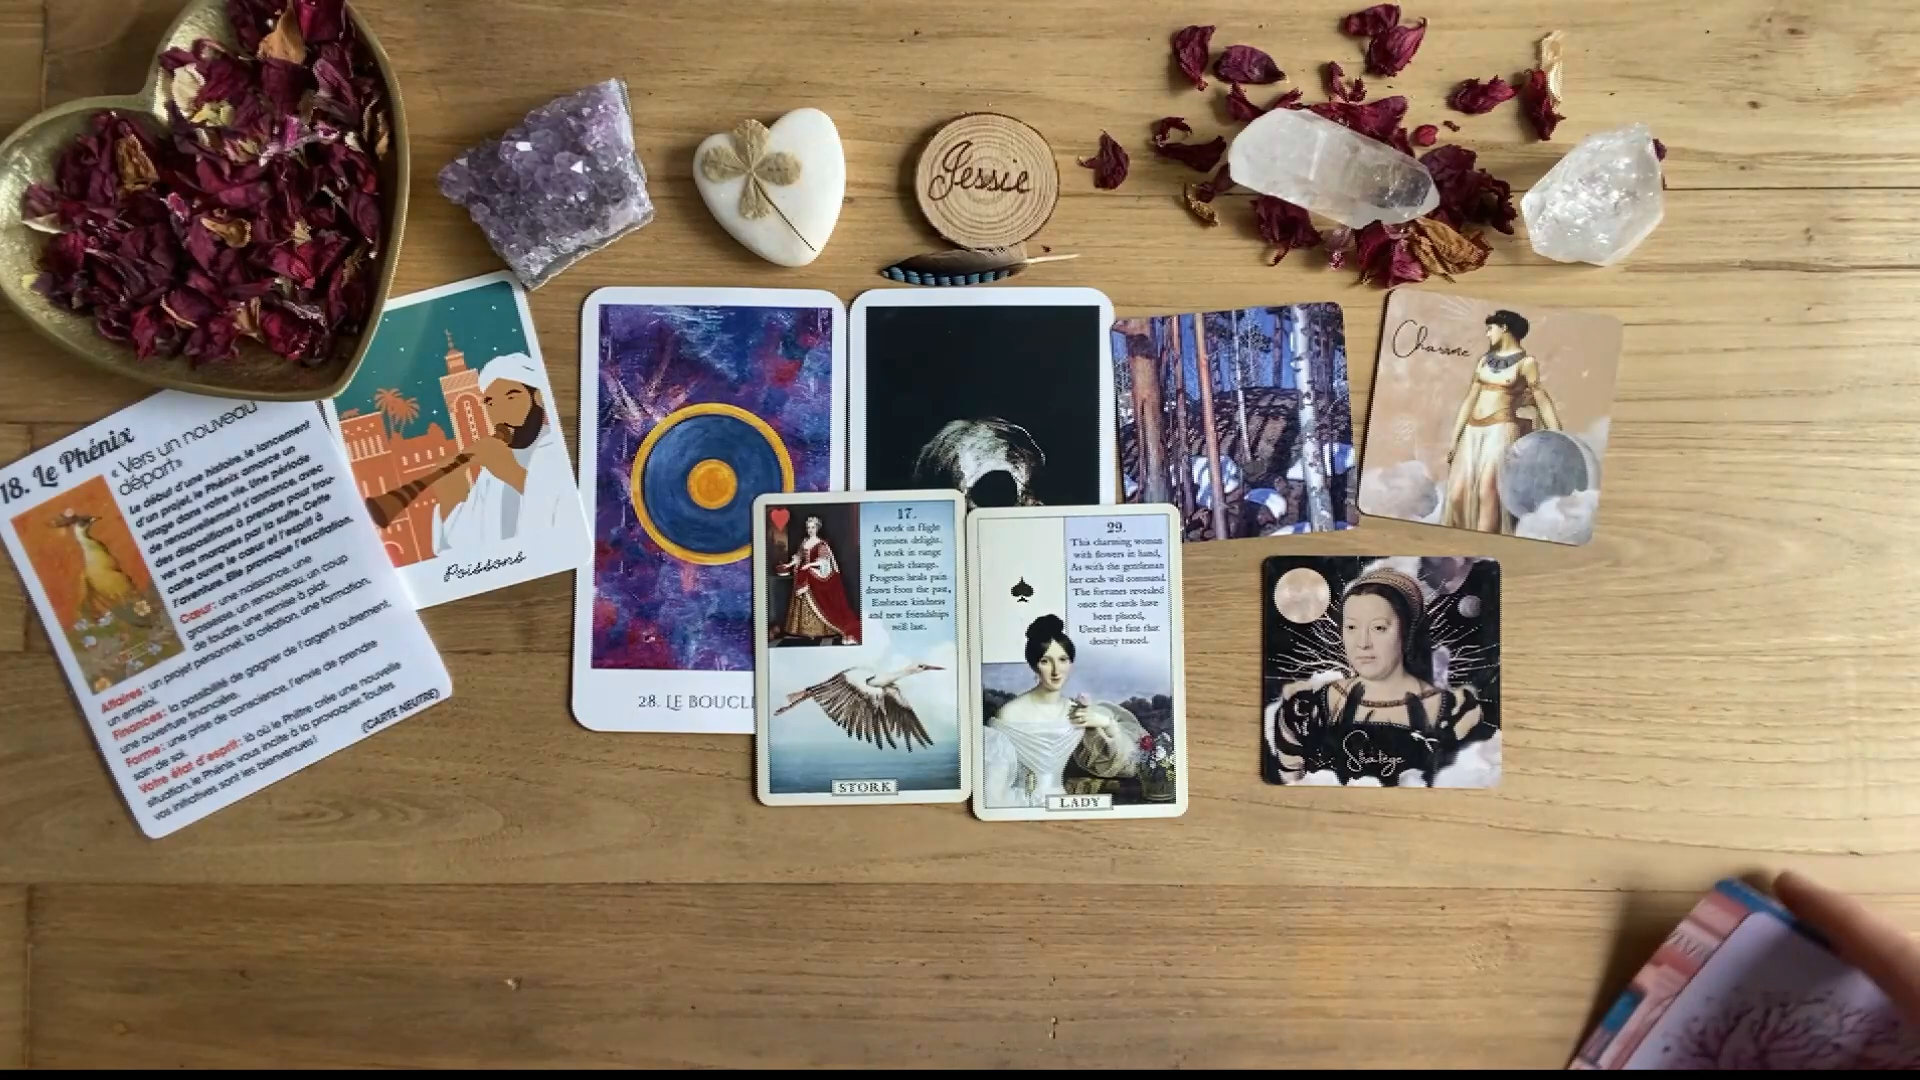 Jessie
18. Le Phénix
« Vers un nouveau
départ»
Le début d'une histoire, le lancement
d'un projet, le Phénix amorce un
virage dans votre vie. Une période
de renouvellement s'annonce, avec
des dispositions à prendre pour trou-
ver vos marques par la suite. Cette
carte ouvre le cœur et l'esprit à
l'aventure. Elle provoque l'excitation.
Cœur : une naissance, une
grossesse, un renouveau, un coup
de foudre, une remise à plat.
Affaires : un projet personnel, la création, une formation,
un emploi.
Finances : la possibilité de gagner de l'argent autrement,
une ouverture financière.
Forme : une prise de conscience, l'envie de prendre
soin de soi.
Votre état d'esprit : là où le Philtre crée une nouvelle
situation, le Phénix vous incite à la provoquer. Toutes
vos initiatives sont les bienvenues !
(CARTE NEUTRE)
Poissons
28. LE BOUCL
17.
A stork in flight
promises delight.
A stork in range
signals change.
Progress heals pain
drawn from the past,
Embrace kindness
and new friendships
will last.
STORK
29.
This charming woman
with flowers in hand,
As with the gentleman
her cards will command.
The fortunes revealed
once the cards have
been placed,
Unveil the fate that
destiny traced.
LADY
Charme
Stratège